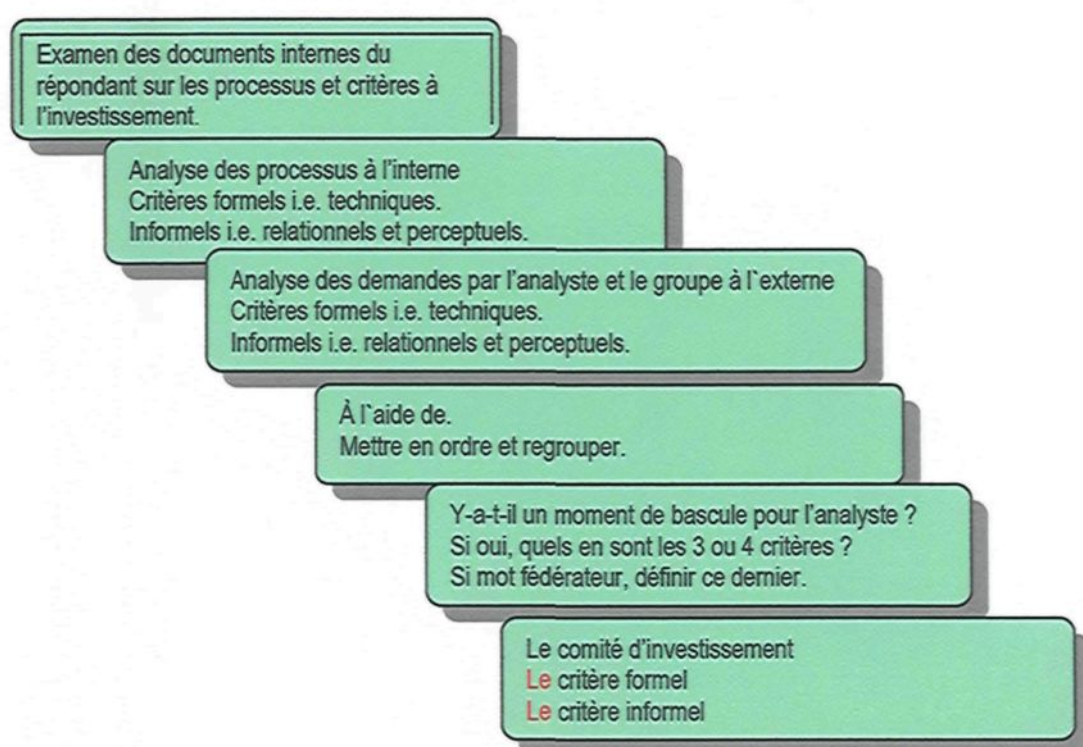 Examen des documents internes du
répondant sur les processus et critères à
l'investissement.
Analyse des processus à l'interne
Critères formels i.e. techniques.
Informels i.e. relationnels et perceptuels.
Analyse des demandes par l'analyste et le groupe à l`externe
Critères formels i.e. techniques.
Informels i.e. relationnels et perceptuels.
À l`aide de.
Mettre en ordre et regrouper.
Y-a-t-il un moment de bascule pour l'analyste ?
Si oui, quels en sont les 3 ou 4 critères ?
Si mot fédérateur, définir ce dernier.
Le comité d'investissement
Le critère formel
Le critère informel